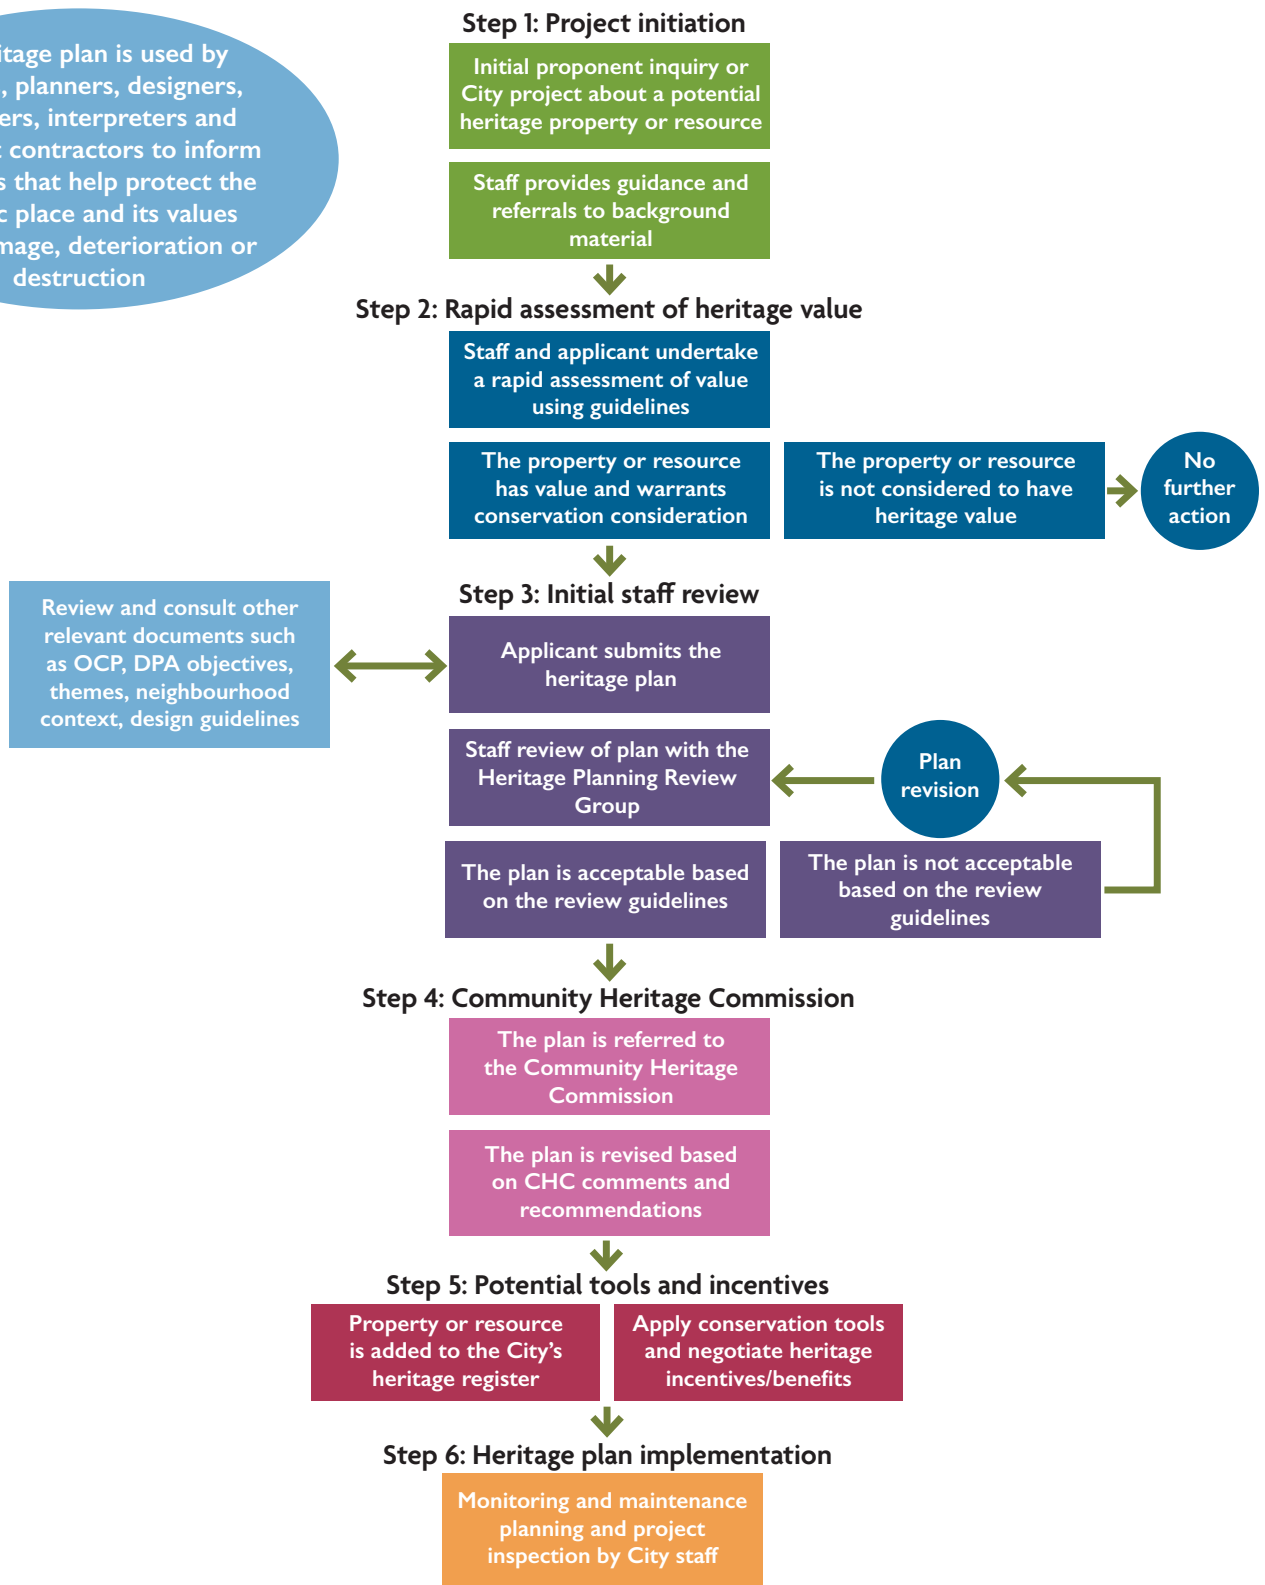 Step 1: Project initiation
Initial proponent inquiry or
City project about a potential
heritage property or resource
Staff provides guidance and
referrals to background
material
plan is used by
planners, designers,
interpreters and
contractors to inform
that help protect the
place and its values
deterioration or
destruction
Step 2: Rapid assessment of heritage value
Staff and applicant undertake
a rapid assessment of value
using guidelines
The property or resource
has value and warrants
conservation consideration
The property or resource
is not considered to have
heritage value
No
further
action
Step 3: Initial staff review
Review and consult other
relevant documents such
as OCP, DPA objectives,
themes, neighbourhood
context, design guidelines
Applicant submits the
heritage plan
Staff review of plan with the
Heritage Planning Review
Group
Plan
revision
The plan is acceptable based
on the review guidelines
The plan is not acceptable
based on the review
guidelines
Step 4: Community Heritage Commission
The plan is referred to
the Community Heritage
Commission
The plan is revised based
on CHC comments and
recommendations
Step 5: Potential tools and incentives
Property or resource
is added to the City's
heritage register
Apply conservation tools
and negotiate heritage
incentives/benefits
Step 6: Heritage plan implementation
Monitoring and maintenance
planning and project
inspection by City staff